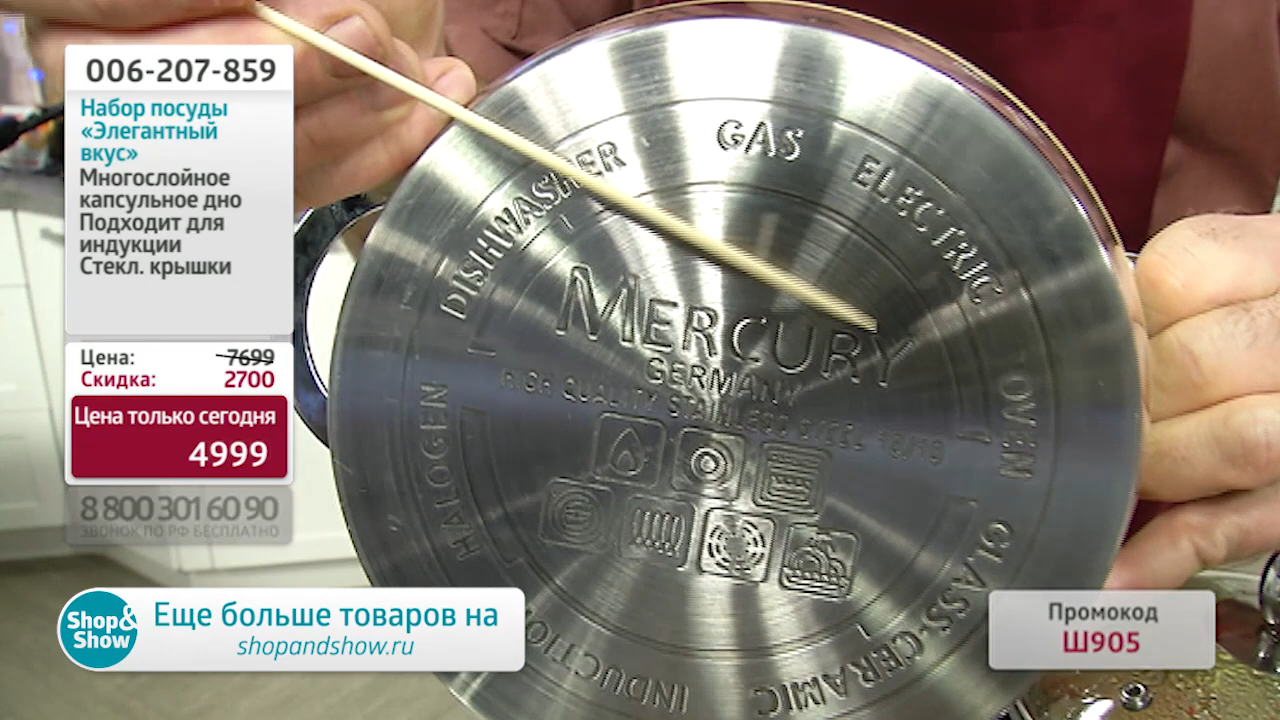 006-207-859
Набор посуды
«Элегантный
вкус»
Многослойное
капсульное дно
Подходит для
индукции
Стекл. крышки
Цена: 7699
Скидка: 2700
Цена только сегодня
4999
8 800 301 60 90
ЗВОНОК ПО РФ БЕСПЛАТНО
DISHWASHER
GAS
ELECTRIC
OVEN
GLASS-CERAMIC
INDUCTION
HALOGEN
MERCURY
GERMANY
HIGH QUALITY STAINLESS STEEL 18/10
Shop&
Show
Еще больше товаров на
shopandshow.ru
Промокод
Ш905